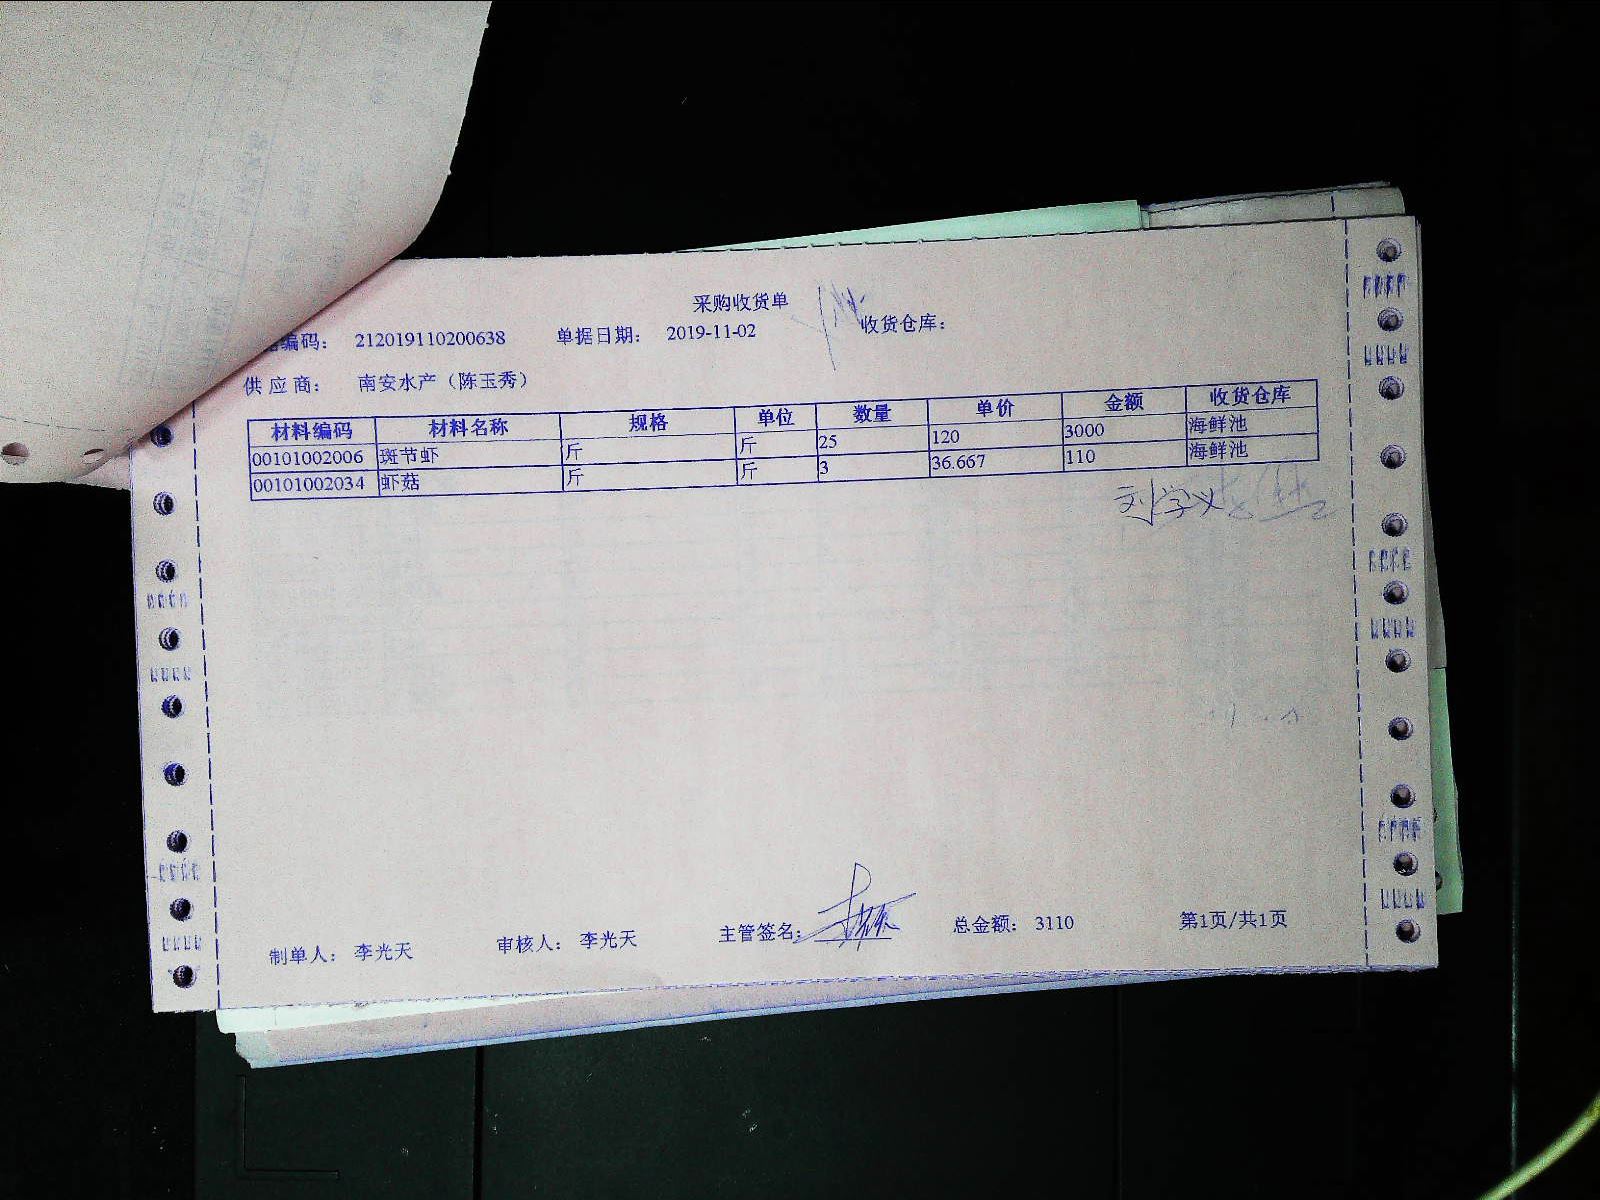 采购收货单
编码： 212019110200638 单据日期： 2019-11-02 收货仓库：
供应商： 南安水产（陈玉秀）
材料编码 材料名称 规格 单位 数量 单价 金额 收货仓库
00101002006 斑节虾 斤 斤 25 120 3000 海鲜池
00101002034 虾菇 斤 斤 3 36.667 110 海鲜池
刘学义
制单人： 李光天 审核人： 李光天 主管签名： 总金额： 3110 第1页/共1页